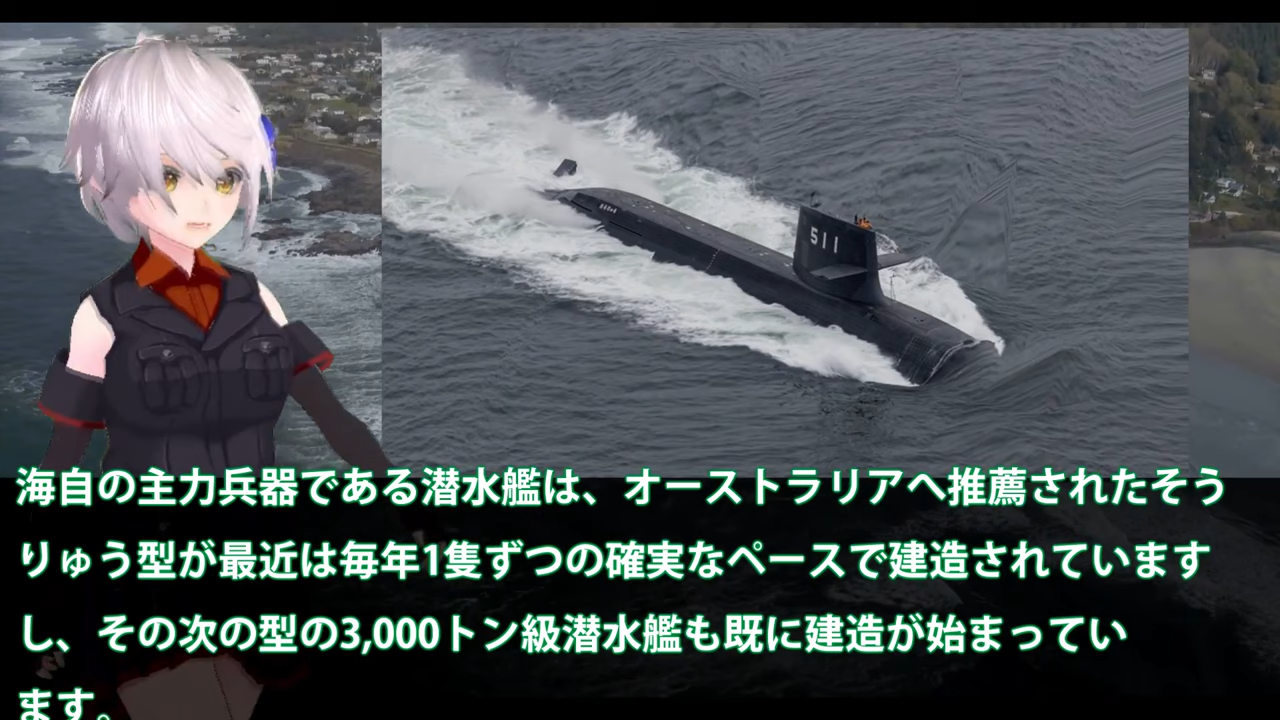 511
海自の主力兵器である潜水艦は、オーストラリアへ推薦されたそう
りゅう型が最近は毎年1隻ずつの確実なペースで建造されています
し、その次の型の3,000トン級潜水艦も既に建造が始まってい
ます。